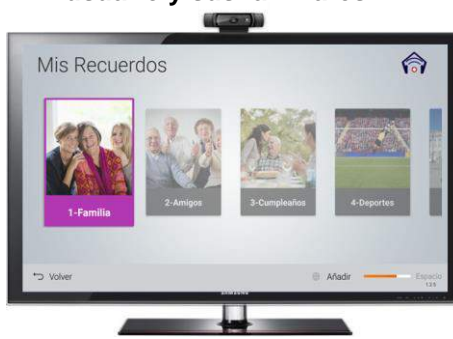 Mis Recuerdos
1-Familia
2-Amigos
3-Cumpleaños
4-Deportes
Volver
Añadir
Espacio
SAMSUNG